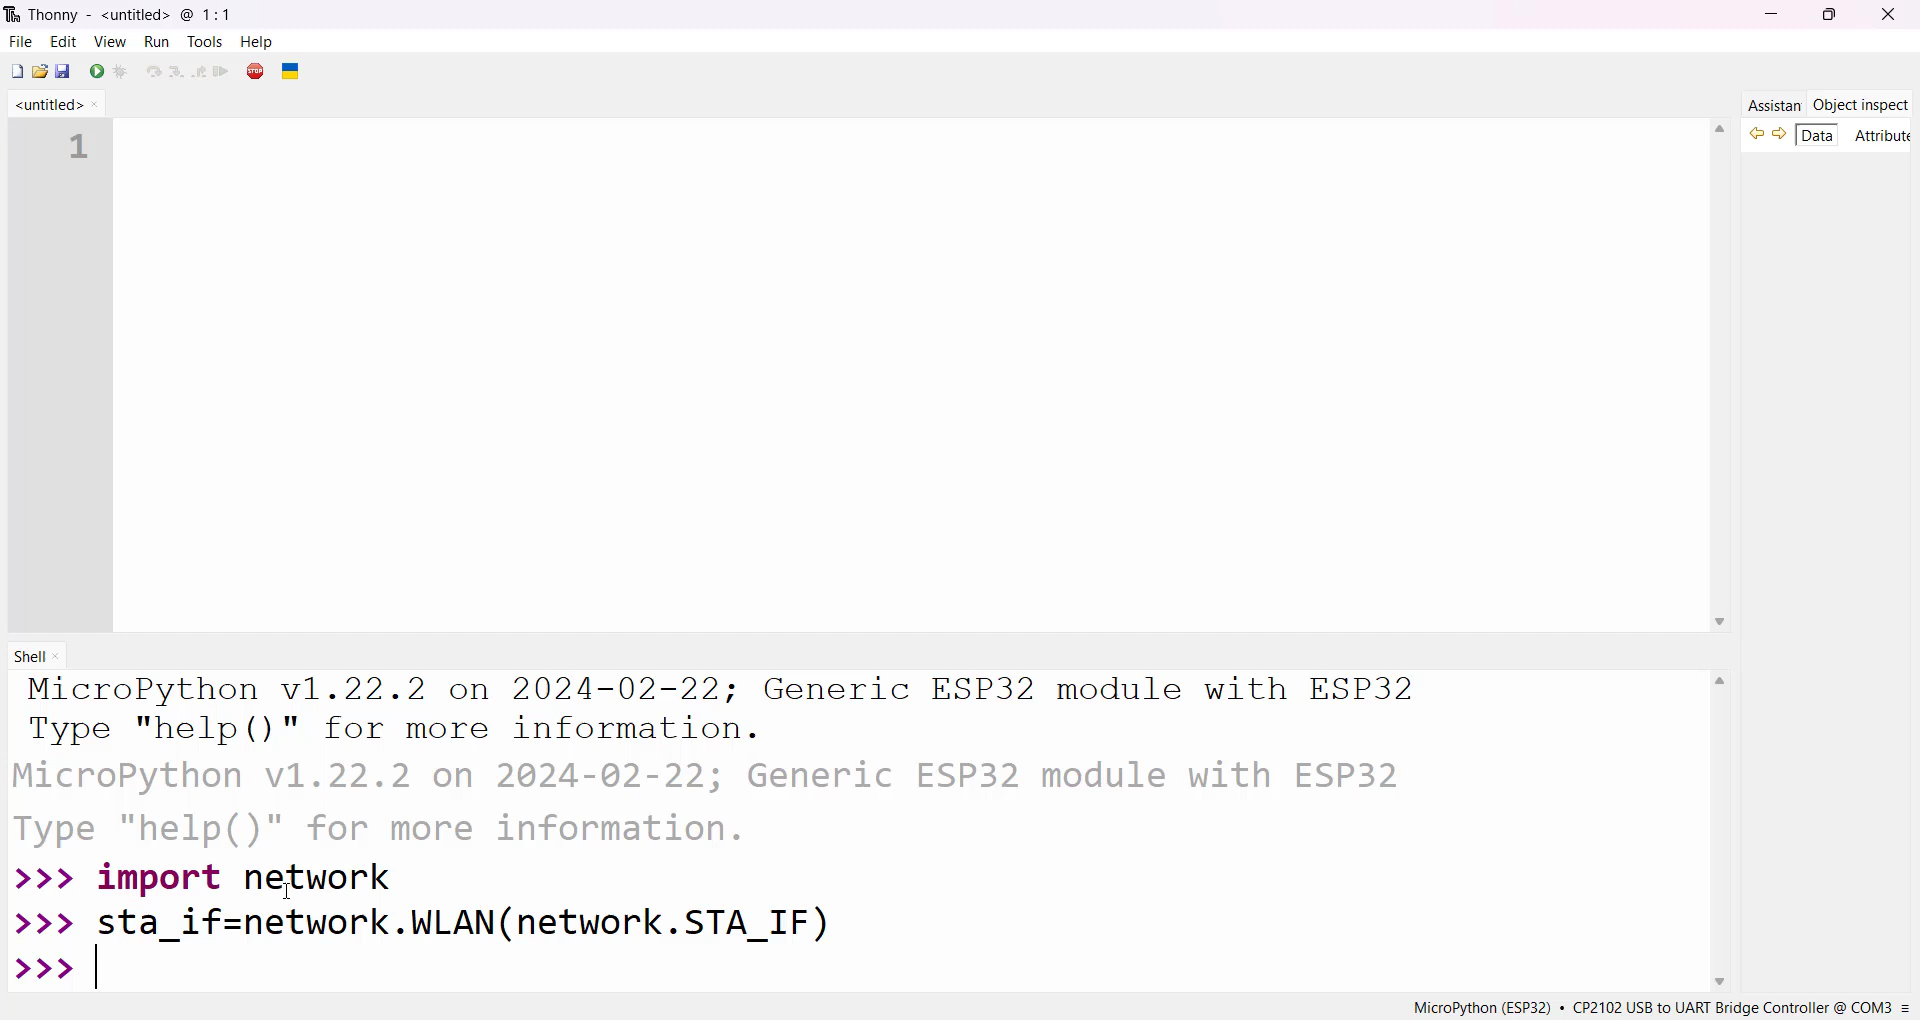 Thonny - <untitled> @ 1:1
File Edit View Run Tools Help
STOP
<untitled> ×
Assistan Object inspect
1
Data Attribute
Shell ×
MicroPython v1.22.2 on 2024-02-22; Generic ESP32 module with ESP32
Type "help()" for more information.
MicroPython v1.22.2 on 2024-02-22; Generic ESP32 module with ESP32
Type "help()" for more information.
>>> import network
>>> sta_if=network.WLAN(network.STA_IF)
>>>
MicroPython (ESP32) • CP2102 USB to UART Bridge Controller @ COM3 ≡